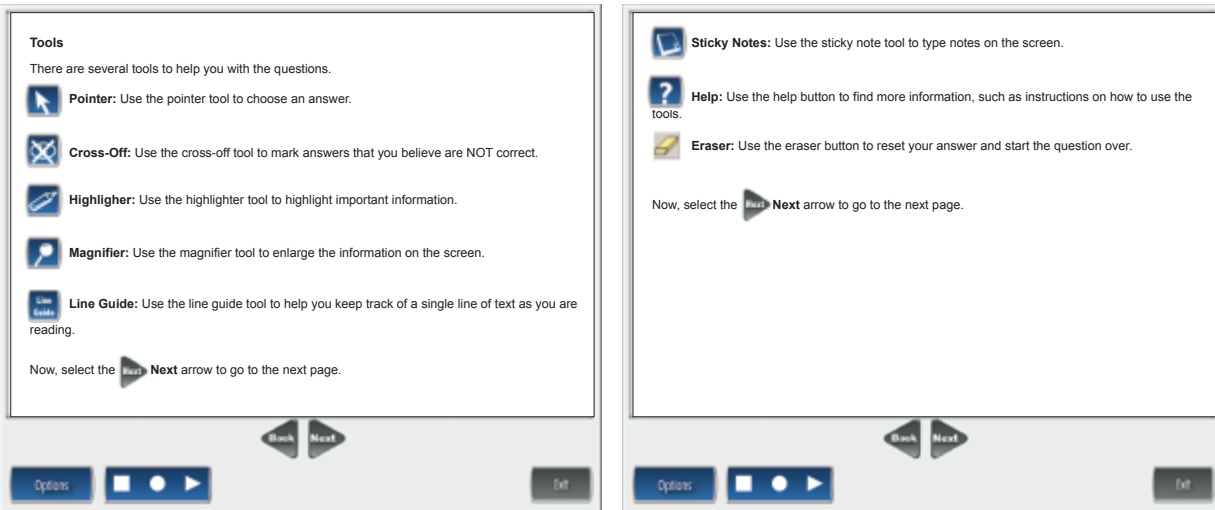 Tools
There are several tools to help you with the questions.
Pointer: Use the pointer tool to choose an answer.
Cross-Off: Use the cross-off tool to mark answers that you believe are NOT correct.
Highligher: Use the highlighter tool to highlight important information.
Magnifier: Use the magnifier tool to enlarge the information on the screen.
Line
Guide
Line Guide: Use the line guide tool to help you keep track of a single line of text as you are
reading.
Now, select the Next Next arrow to go to the next page.
Back Next
Options
Exit
Sticky Notes: Use the sticky note tool to type notes on the screen.
? Help: Use the help button to find more information, such as instructions on how to use the
tools.
Eraser: Use the eraser button to reset your answer and start the question over.
Now, select the Next Next arrow to go to the next page.
Back Next
Options
Exit